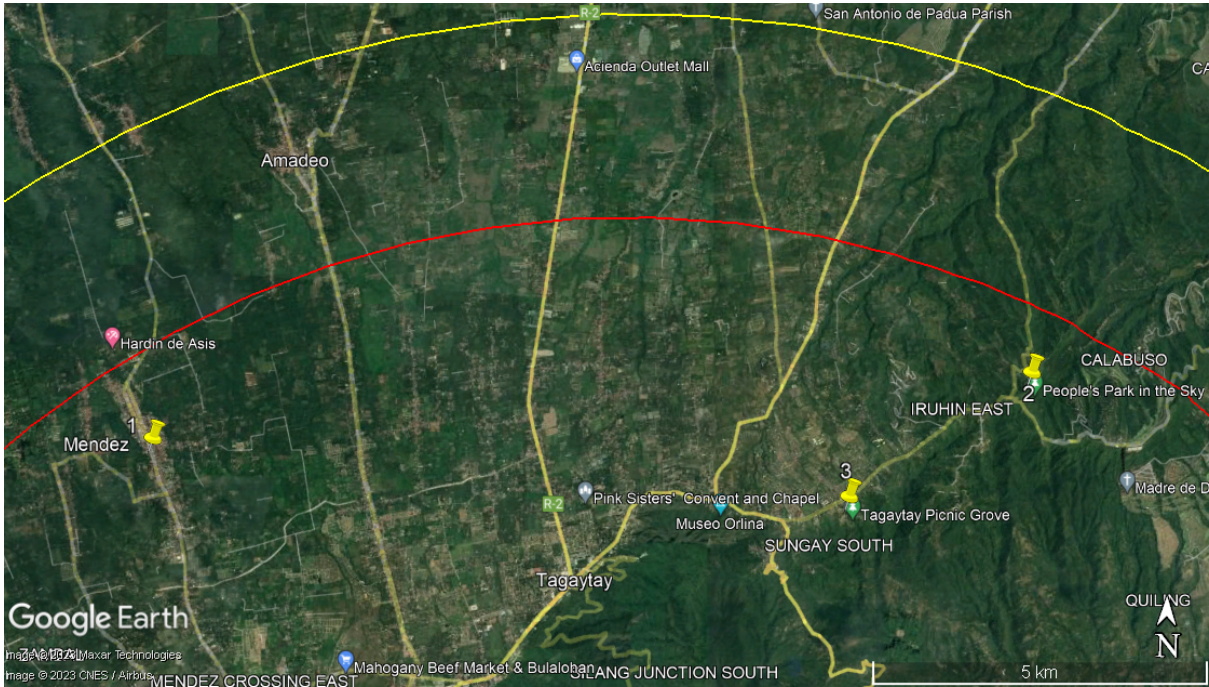 R-2
San Antonio de Padua Parish
Acienda Outlet Mall
CA
Amadeo
Hardin de Asis
CALABUSO
2
People's Park in the Sky
IRUHIN EAST
1
Mendez
3
Pink Sisters' Convent and Chapel
Madre de D
R-2
Museo Orlina
Tagaytay Picnic Grove
SUNGAY SOUTH
Tagaytay
QUILING
Google Earth
N
Image © 2023 Maxar Technologies
Mahogany Beef Market & Bulalohan
SILANG JUNCTION SOUTH
5 km
Image © 2023 CNES / Airbus
MENDEZ CROSSING EAST